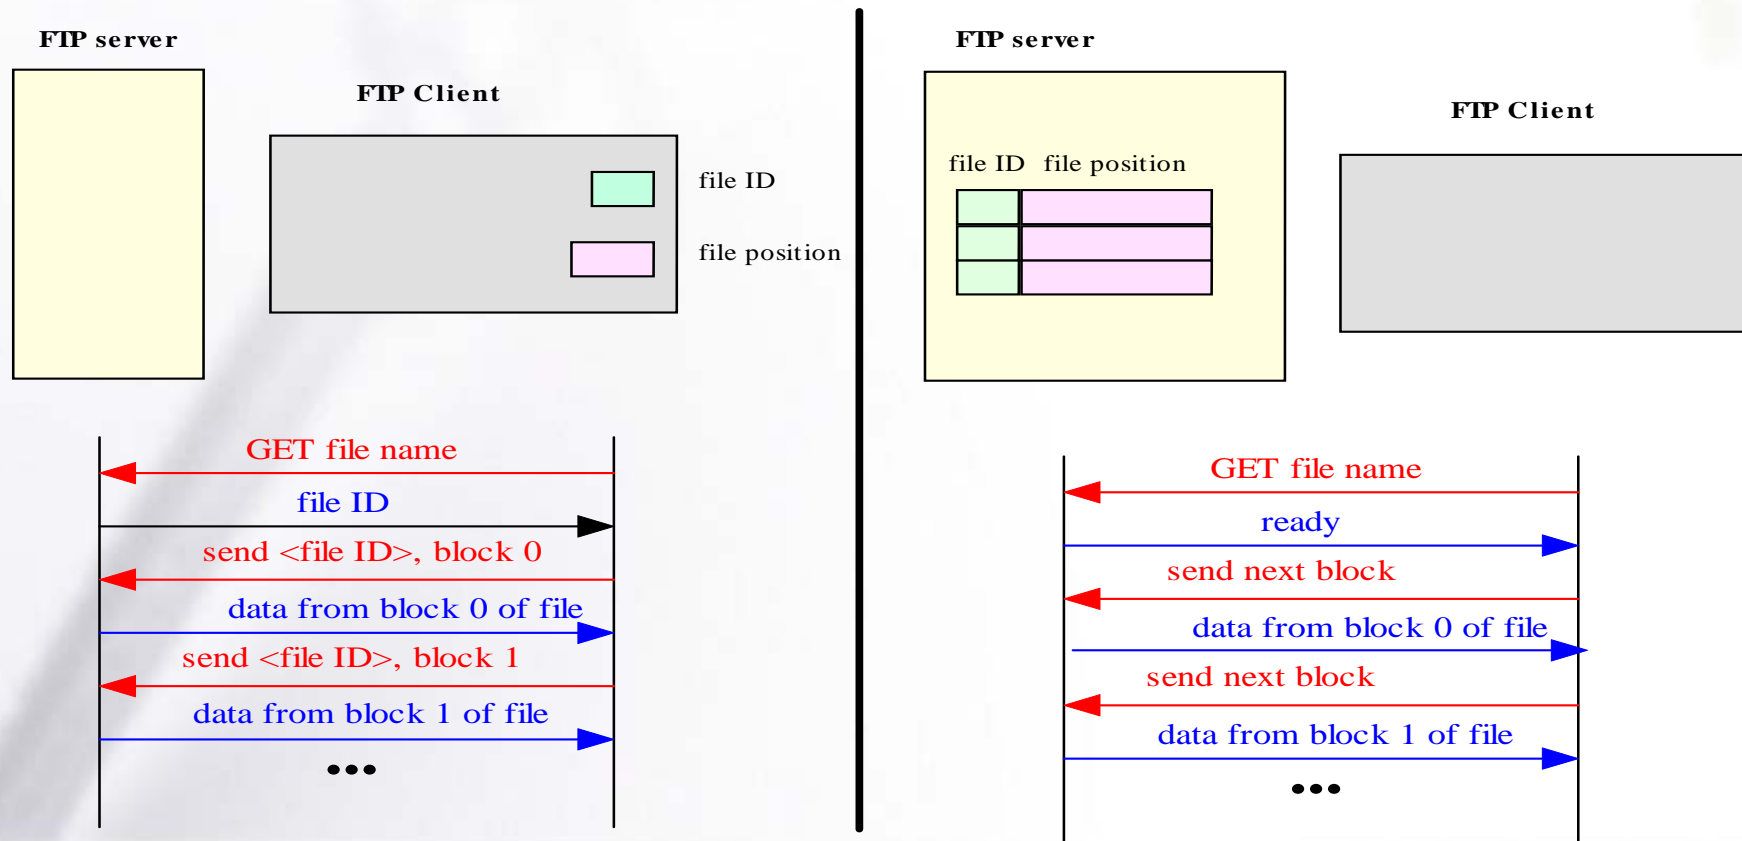 FTP server
FTP Client
file ID
file position
GET file name
file ID
send <file ID>, block 0
data from block 0 of file
send <file ID>, block 1
data from block 1 of file
•••
FTP server
FTP Client
file ID file position
GET file name
ready
send next block
data from block 0 of file
send next block
data from block 1 of file
•••